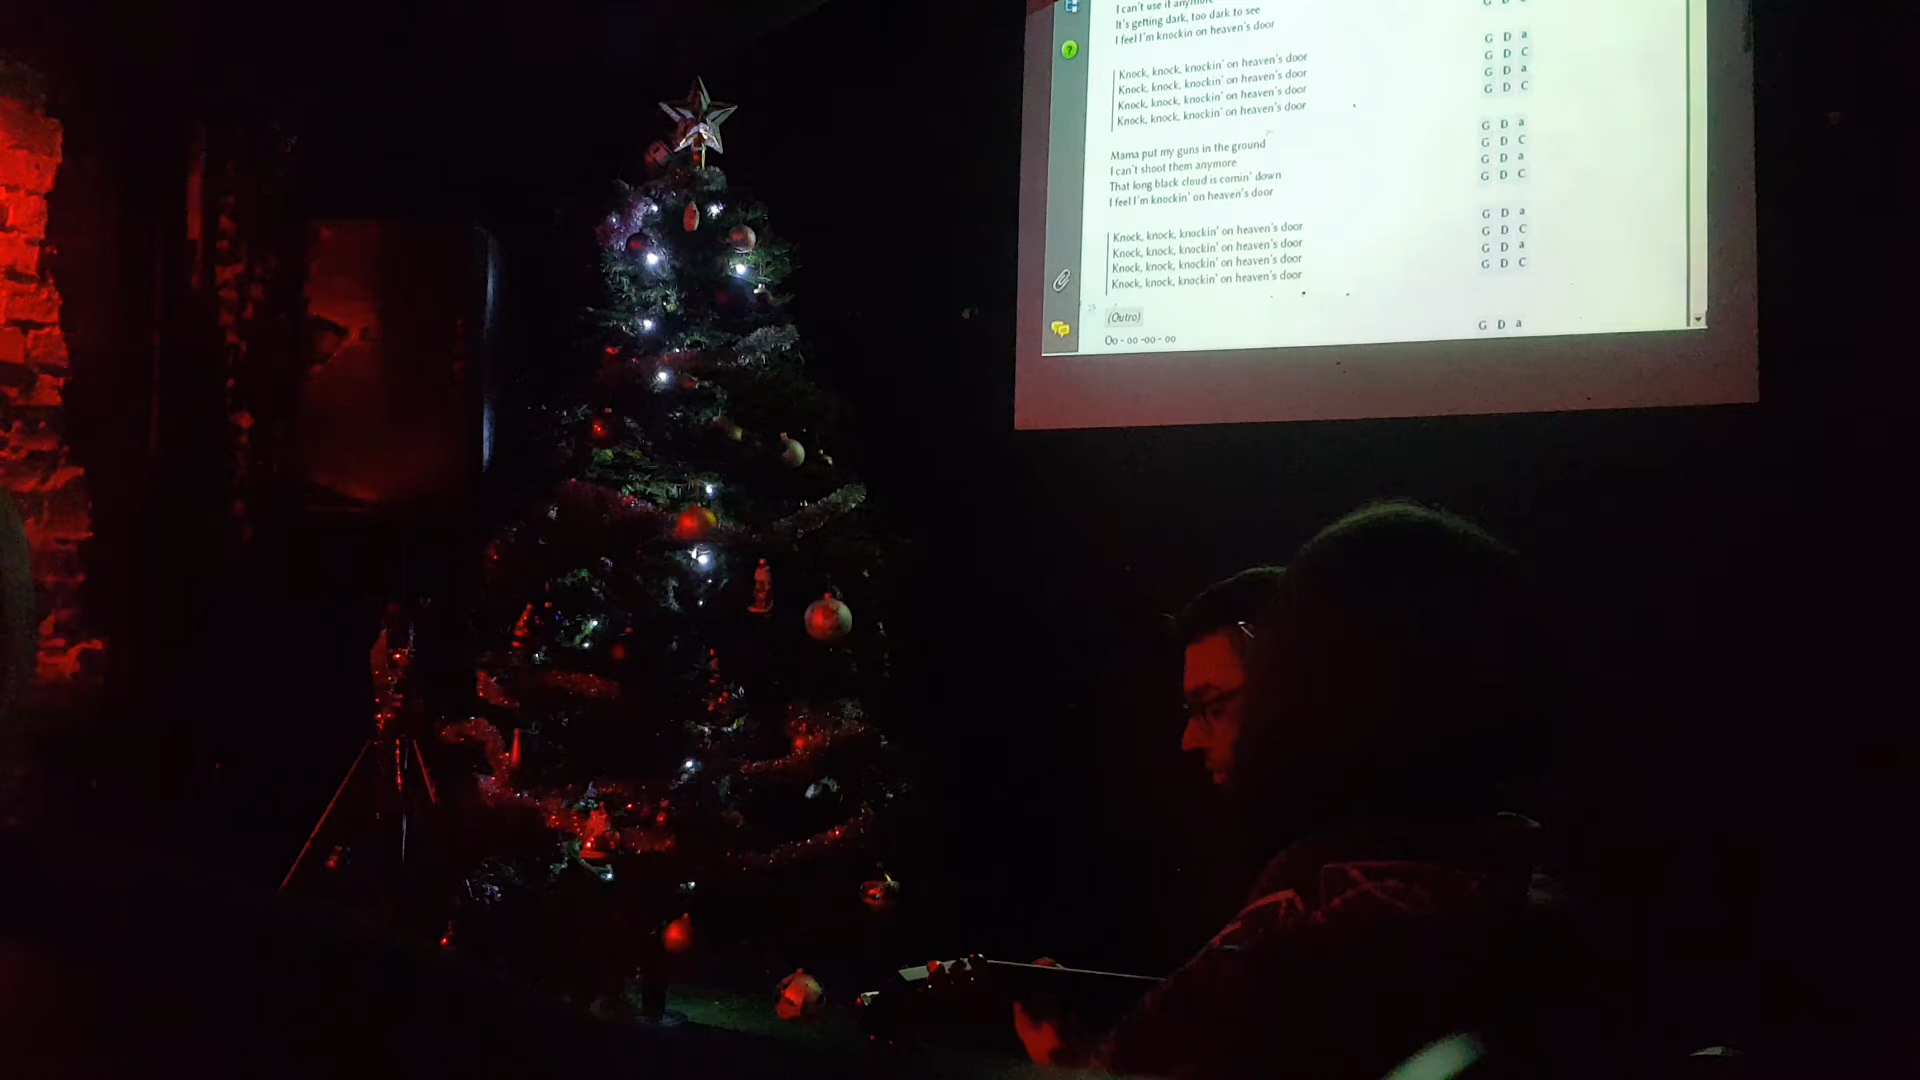 I can't use it anymore
It's getting dark, too dark to see
I feel I'm knockin on heaven's door
G D a
Knock, knock, knockin' on heaven's door G D C
Knock, knock, knockin' on heaven's door G D a
Knock, knock, knockin' on heaven's door G D C
Knock, knock, knockin' on heaven's door
Mama put my guns in the ground G D a
I can't shoot them anymore G D C
That long black cloud is comin' down G D a
I feel I'm knockin' on heaven's door G D C
Knock, knock, knockin' on heaven's door G D a
Knock, knock, knockin' on heaven's door G D C
Knock, knock, knockin' on heaven's door G D a
Knock, knock, knockin' on heaven's door G D C
(Outro)
Oo - oo -oo - oo G D a